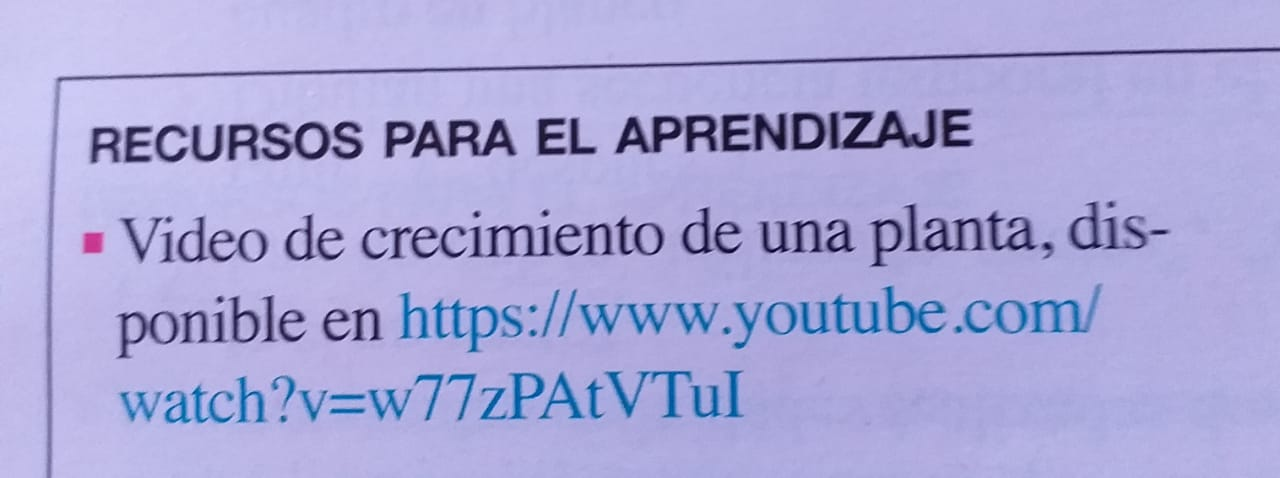 RECURSOS PARA EL APRENDIZAJE
▪ Video de crecimiento de una planta, dis-
ponible en https://www.youtube.com/
watch?v=w77zPAtVTuI